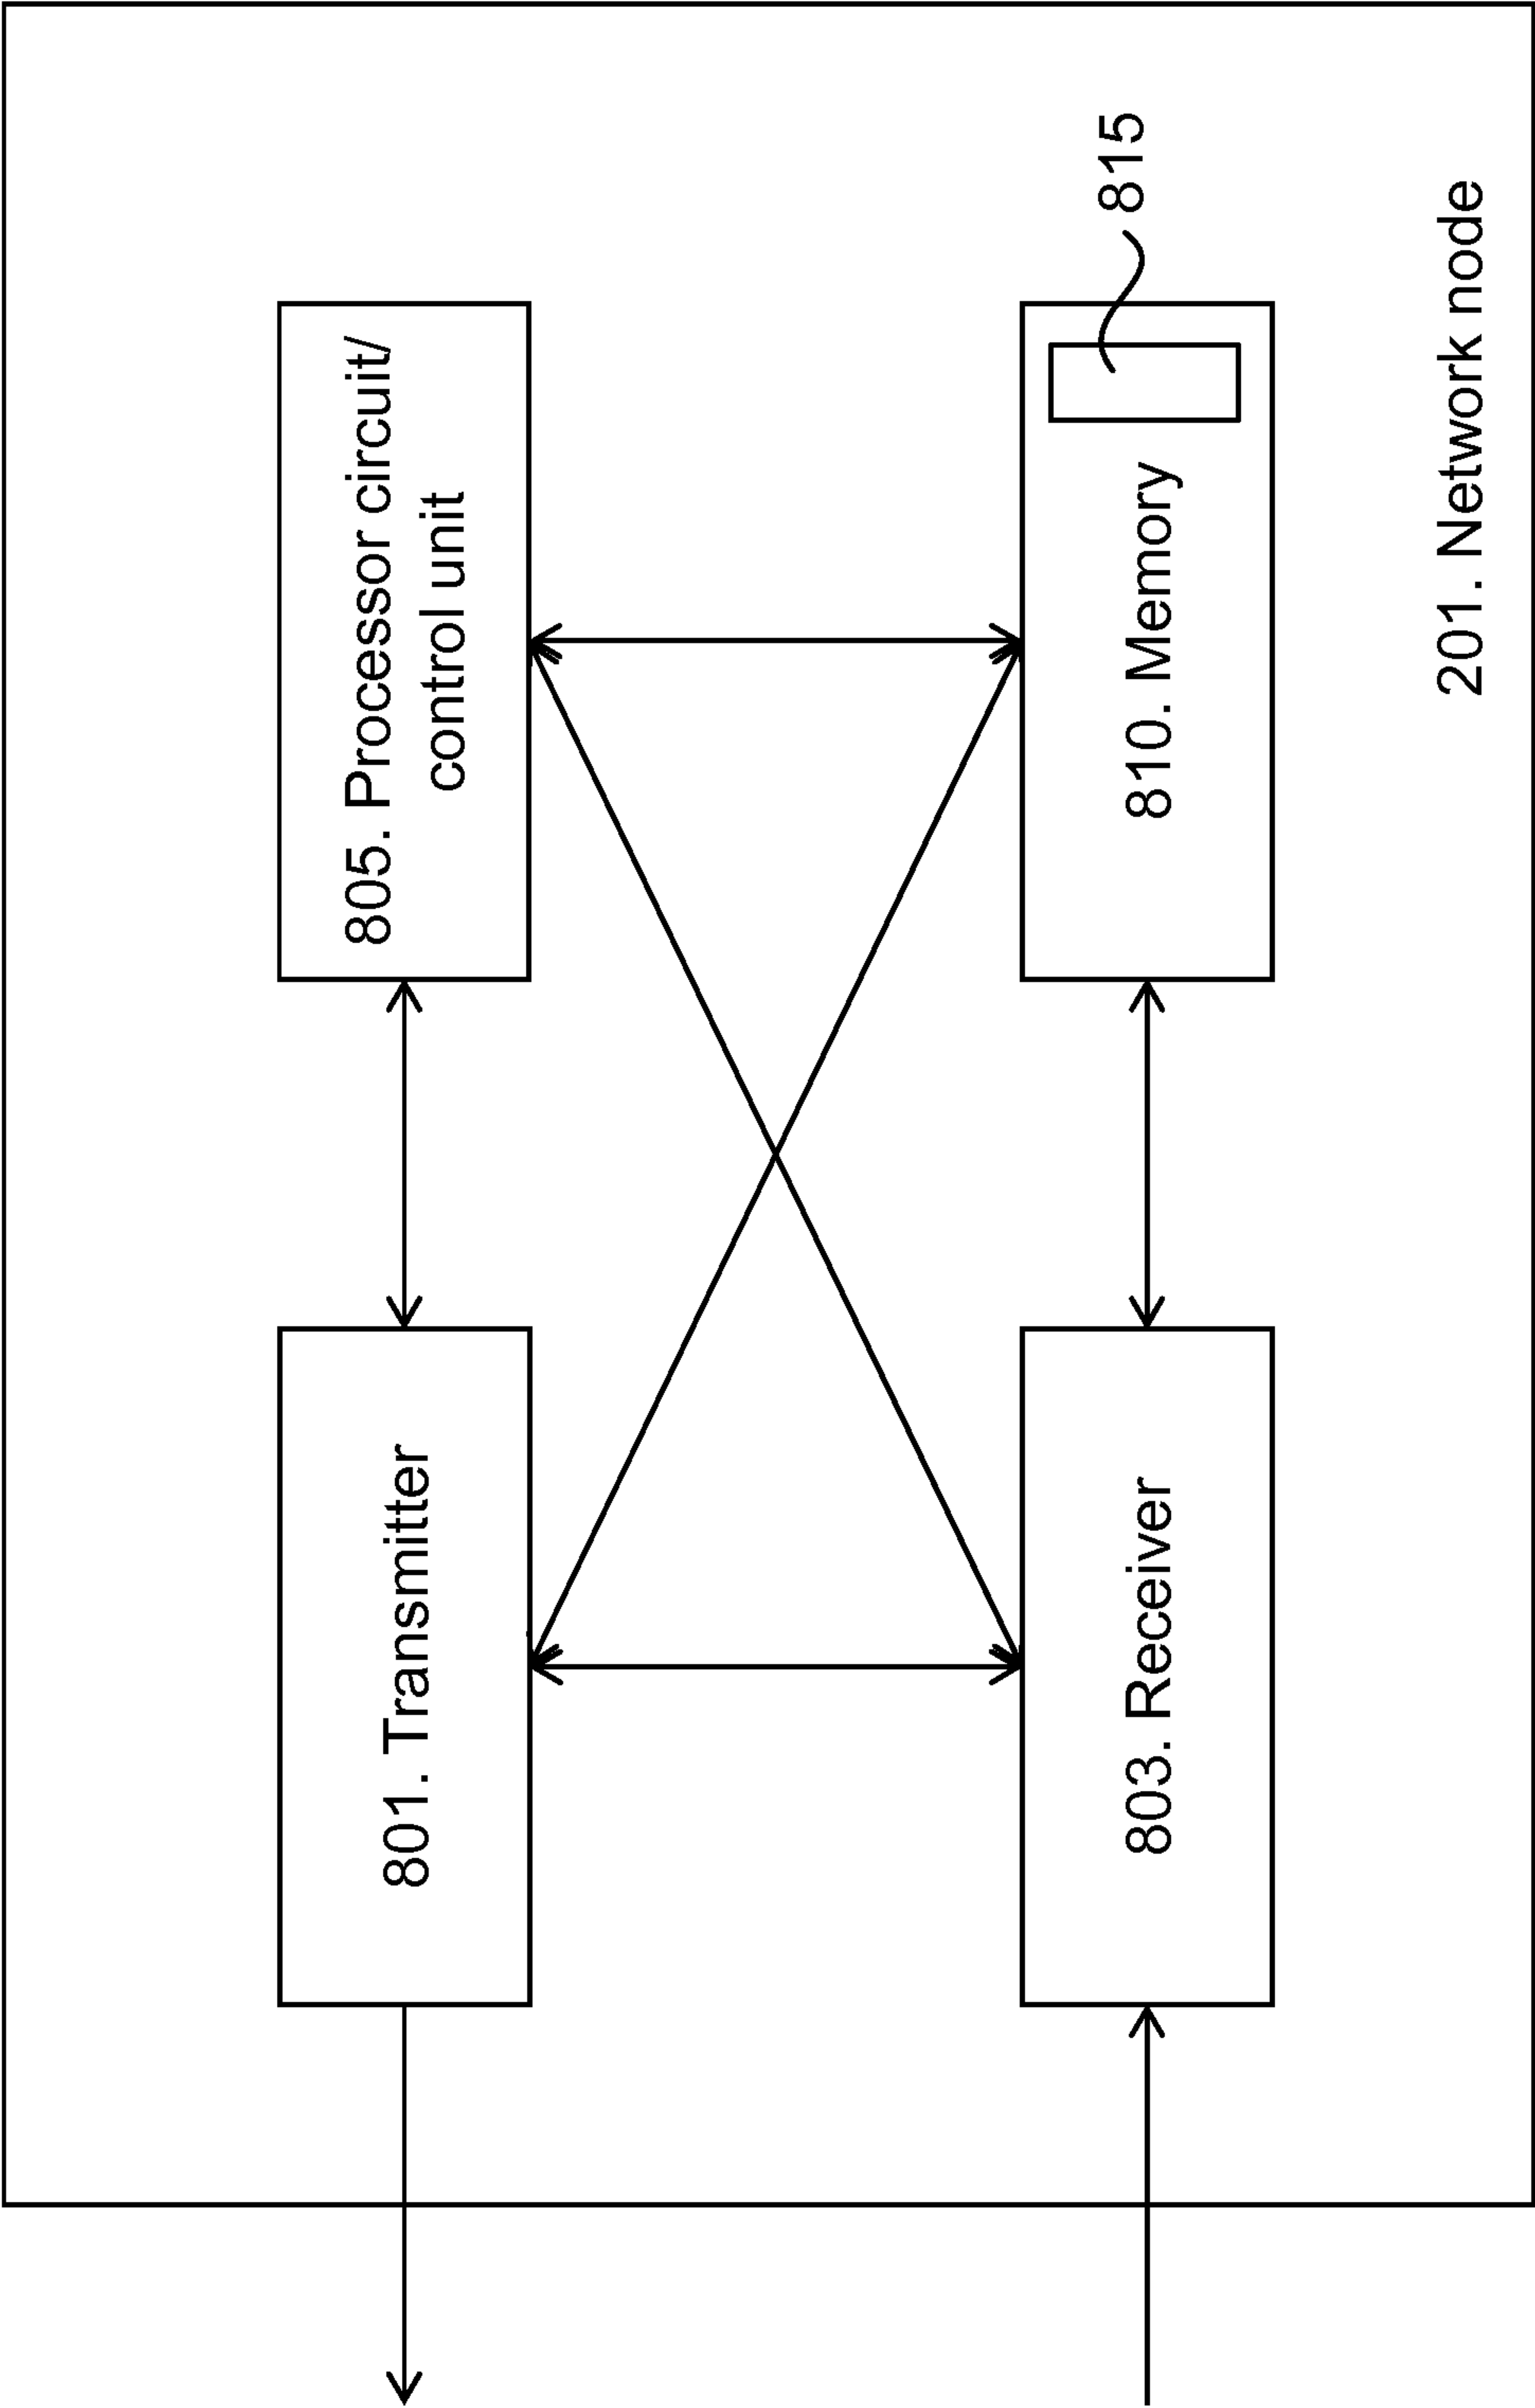 801. Transmitter
805. Processor circuit/
control unit
803. Receiver
810. Memory
815
201. Network node